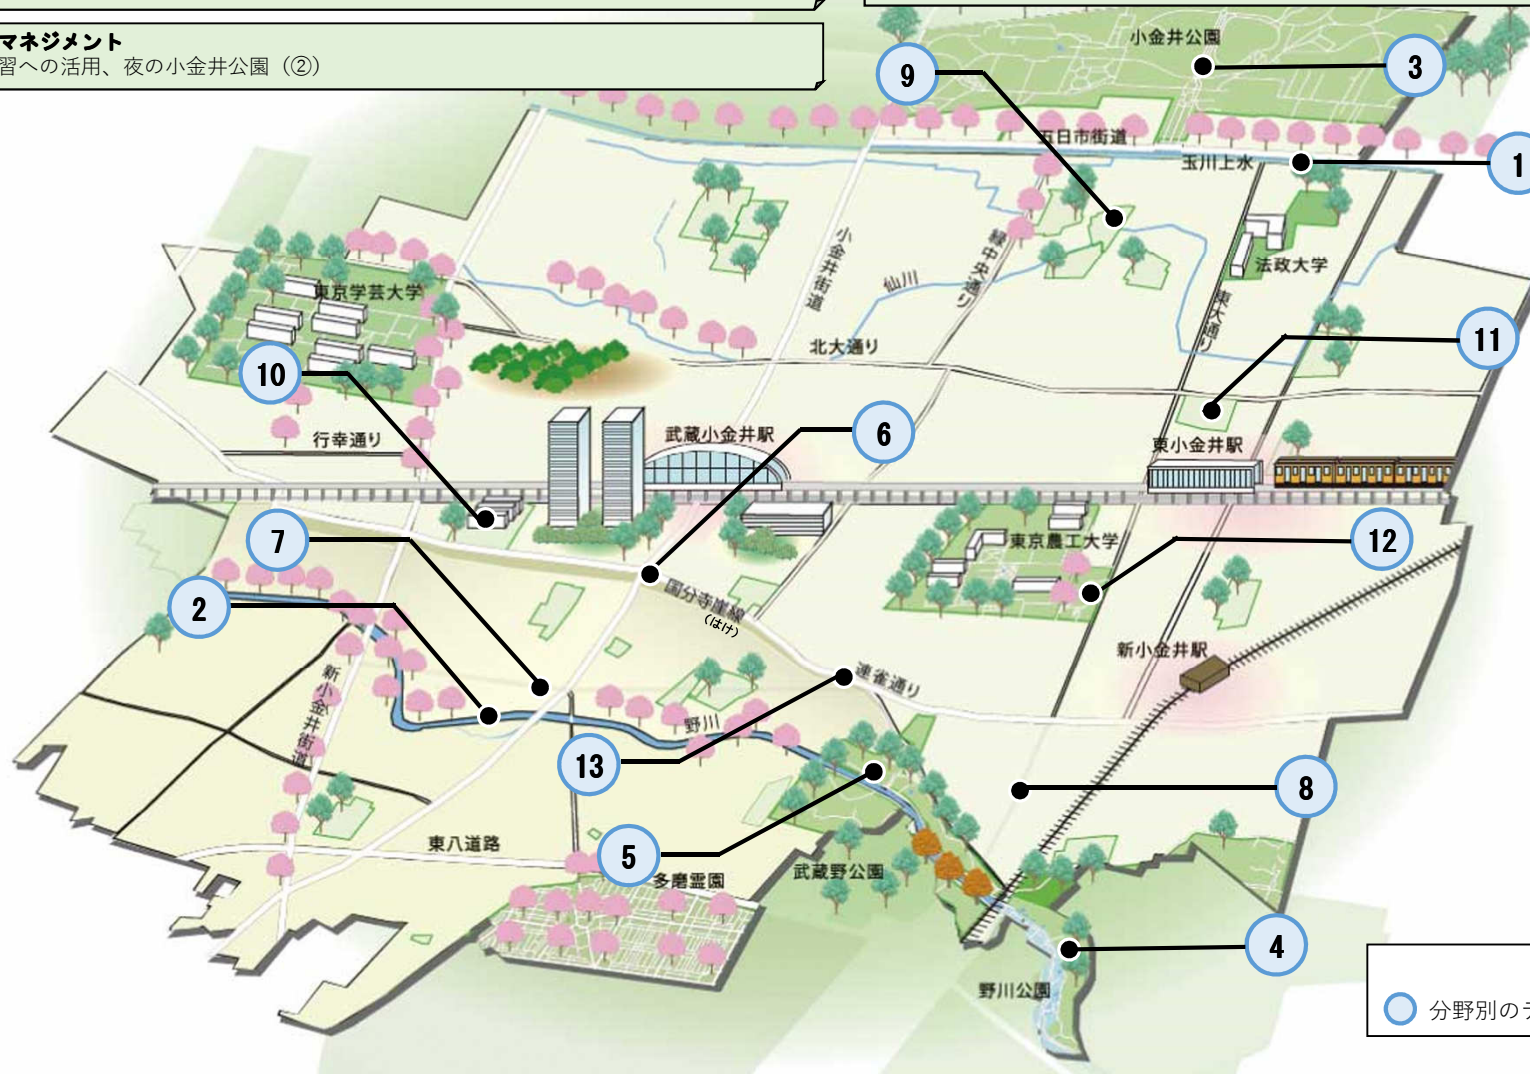 マネジメント
習への活用、夜の小金井公園（②）
小金井公園
3
9
五日市街道
玉川上水
1
小金井街道
緑中央通り
仙川
法政大学
東大通り
東京学芸大学
北大通り
11
10
行幸通り
武蔵小金井駅
6
東小金井駅
7
東京農工大学
12
国分寺崖線
（はけ）
2
新小金井駅
新小金井街道
連雀通り
野川
13
8
東八道路
5
武蔵野公園
多磨霊園
4
野川公園
分野別の